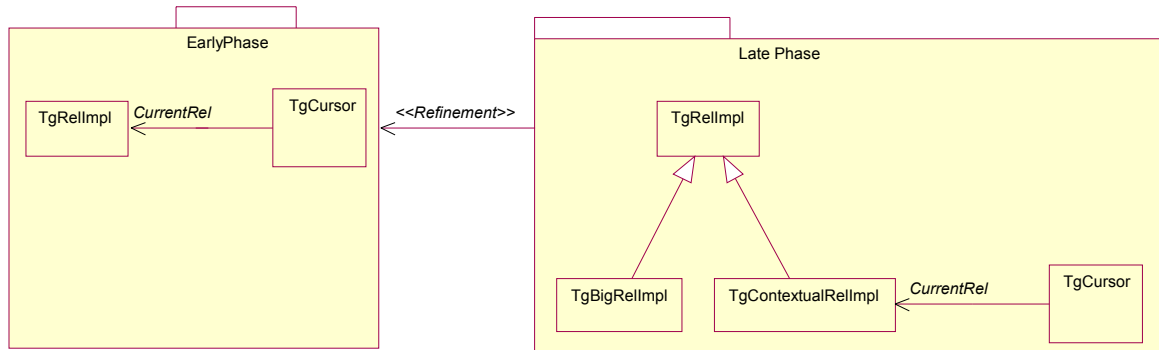 EarlyPhase
TgRelImpl
CurrentRel
TgCursor
<<Refinement>>
Late Phase
TgRelImpl
TgBigRelImpl
TgContextualRelImpl
CurrentRel
TgCursor